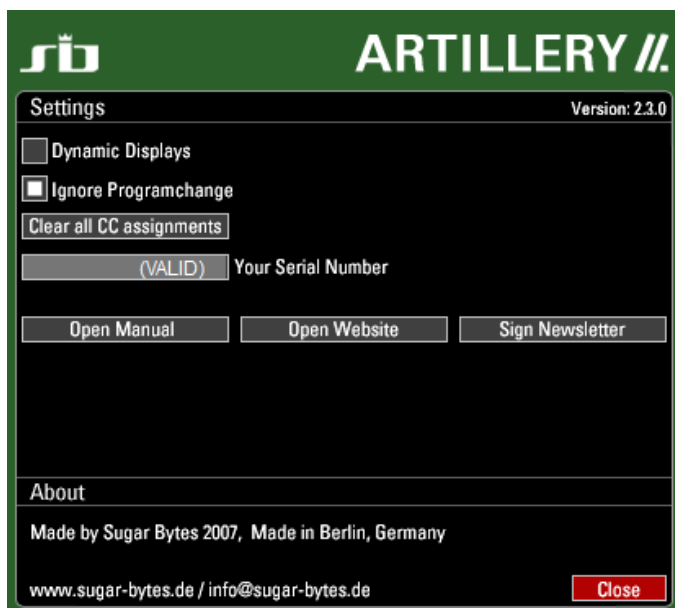 ARTILLERY //.
Settings Version: 2.3.0
Dynamic Displays
Ignore Programchange
Clear all CC assignments
(VALID) Your Serial Number
Open Manual Open Website Sign Newsletter
About
Made by Sugar Bytes 2007, Made in Berlin, Germany
www.sugar-bytes.de / info@sugar-bytes.de Close